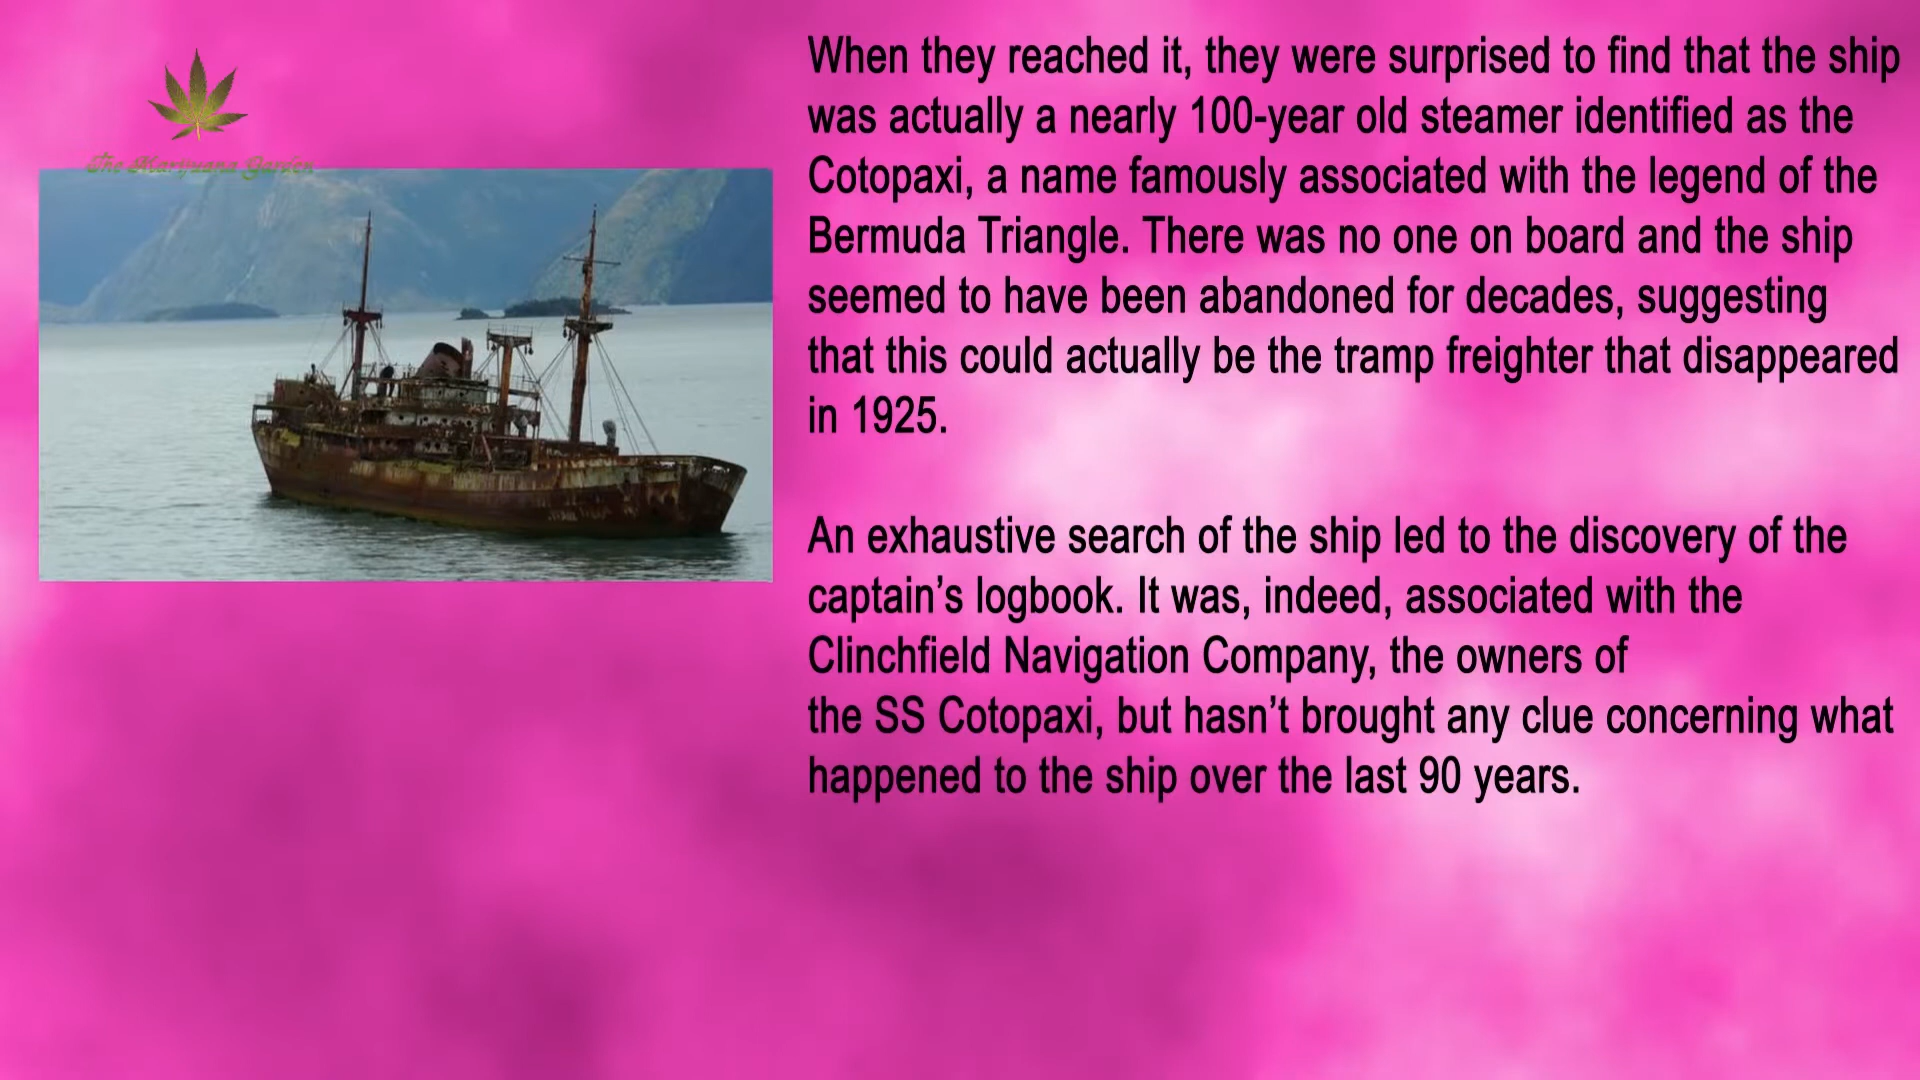 The Marijuana Garden
When they reached it, they were surprised to find that the ship
was actually a nearly 100-year old steamer identified as the
Cotopaxi, a name famously associated with the legend of the
Bermuda Triangle. There was no one on board and the ship
seemed to have been abandoned for decades, suggesting
that this could actually be the tramp freighter that disappeared
in 1925.
An exhaustive search of the ship led to the discovery of the
captain’s logbook. It was, indeed, associated with the
Clinchfield Navigation Company, the owners of
the SS Cotopaxi, but hasn’t brought any clue concerning what
happened to the ship over the last 90 years.